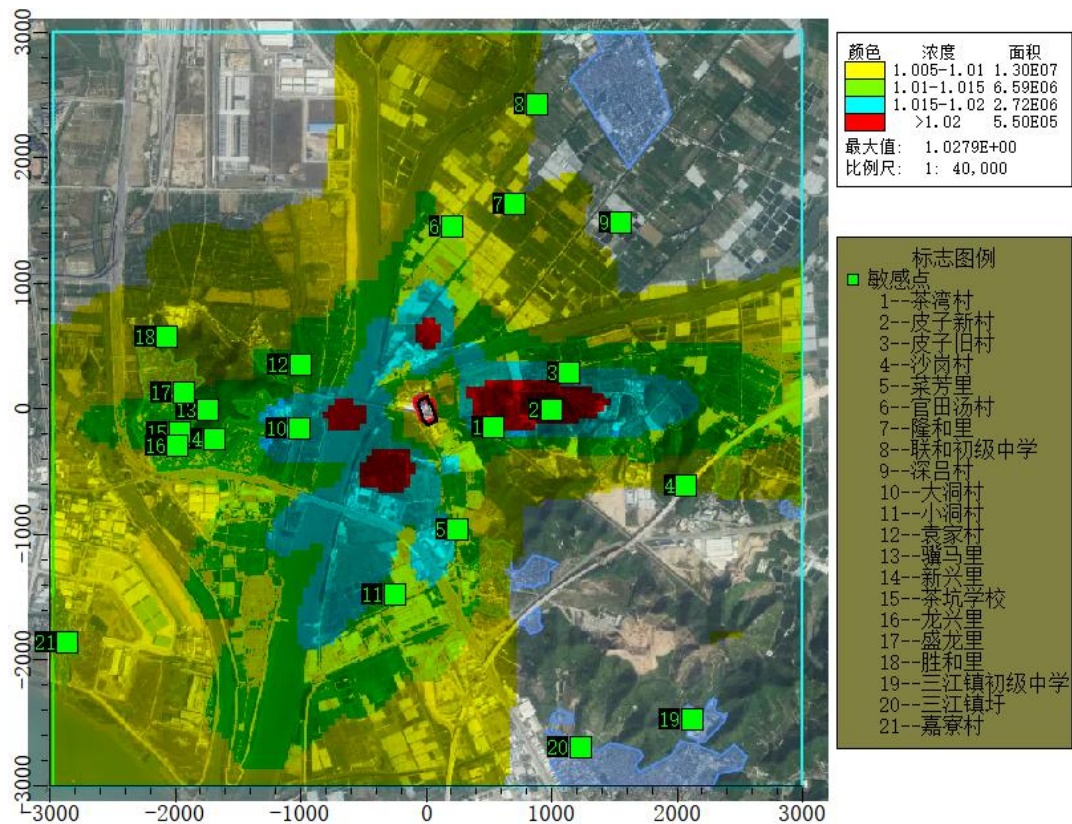 颜色 浓度 面积
1.005-1.01 1.30E07
1.01-1.015 6.59E06
1.015-1.02 2.72E06
>1.02 5.50E05
最大值: 1.0279E+00
比例尺: 1: 40,000
标志图例
敏感点
1--茶湾村
2--皮子新村
3--皮子旧村
4--沙岗村
5--菜芳里
6--官田汤村
7--隆和里
8--联和初级中学
9--深吕村
10--大洞村
11--小洞村
12--袁家村
13--骥马里
14--新兴里
15--茶坑学校
16--龙兴里
17--盛龙里
18--胜和里
19--三江镇初级中学
20--三江镇圩
21--嘉寮村
3000
2000
1000
0
-1000
-2000
-3000
-3000 -2000 -1000 0 1000 2000 3000
8
7
9
6
18
12
3
17
13
2
10
1
15
14
16
4
5
11
21
19
20